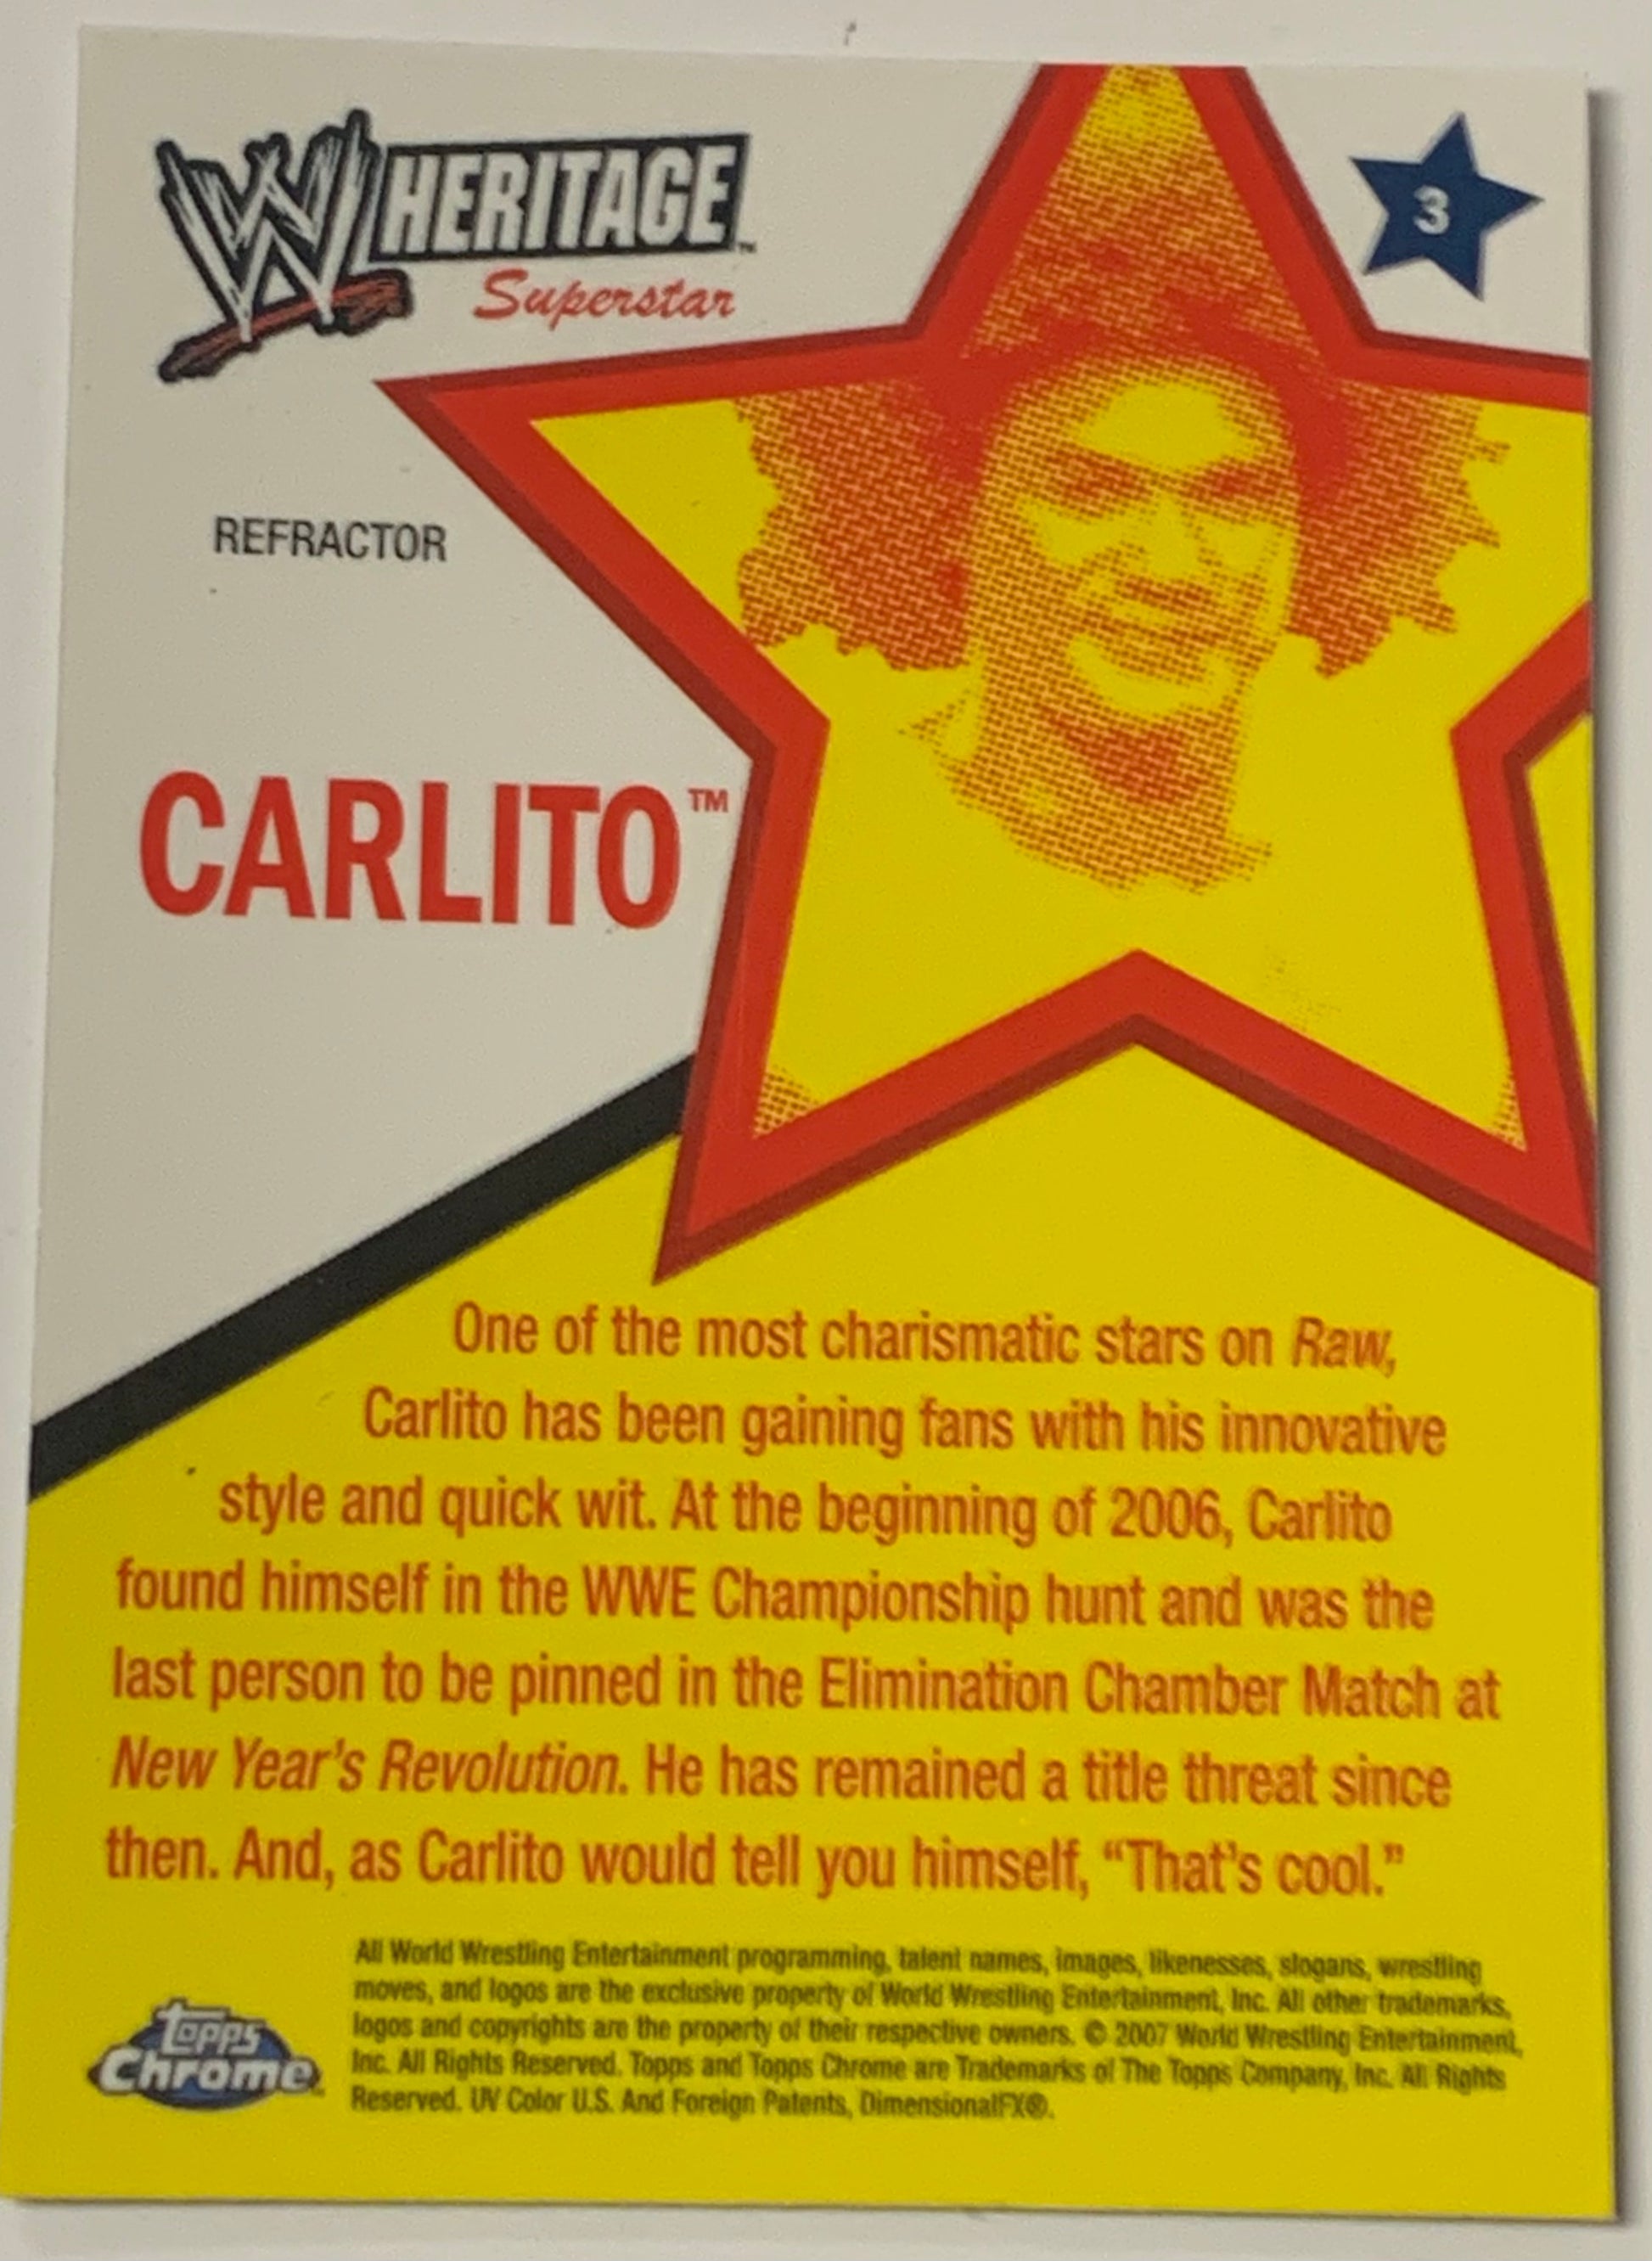 W HERITAGE™
Superstar
3
REFRACTOR
CARLITO™
One of the most charismatic stars on Raw,
Carlito has been gaining fans with his innovative
style and quick wit. At the beginning of 2006, Carlito
found himself in the WWE Championship hunt and was the
last person to be pinned in the Elimination Chamber Match at
New Year's Revolution. He has remained a title threat since
then. And, as Carlito would tell you himself, “That's cool.”
All World Wrestling Entertainment programming, talent names, images, likenesses, slogans, wrestling
moves, and logos are the exclusive property of World Wrestling Entertainment, Inc. All other trademarks,
logos and copyrights are the property of their respective owners. © 2007 World Wrestling Entertainment,
Inc. All Rights Reserved. Topps and Topps Chrome are Trademarks of The Topps Company, Inc. All Rights
Reserved. UV Color U.S. And Foreign Patents, DimensionalFX®.
Topps
Chrome™